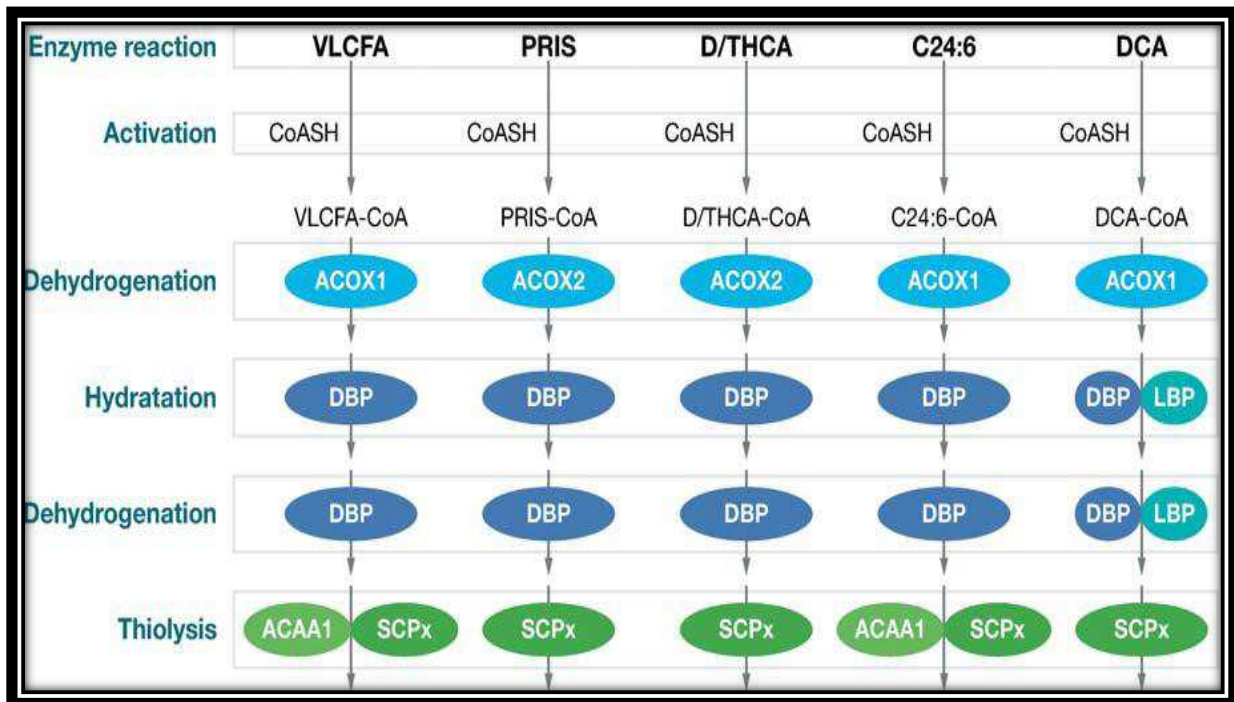 Enzyme reaction VLCFA PRIS D/THCA C24:6 DCA
Activation CoASH CoASH CoASH CoASH CoASH
VLCFA-CoA PRIS-CoA D/THCA-CoA C24:6-CoA DCA-CoA
Dehydrogenation ACOX1 ACOX2 ACOX2 ACOX1 ACOX1
Hydratation DBP DBP DBP DBP DBP LBP
Dehydrogenation DBP DBP DBP DBP DBP LBP
Thiolysis ACAA1 SCPx SCPx SCPx ACAA1 SCPx SCPx